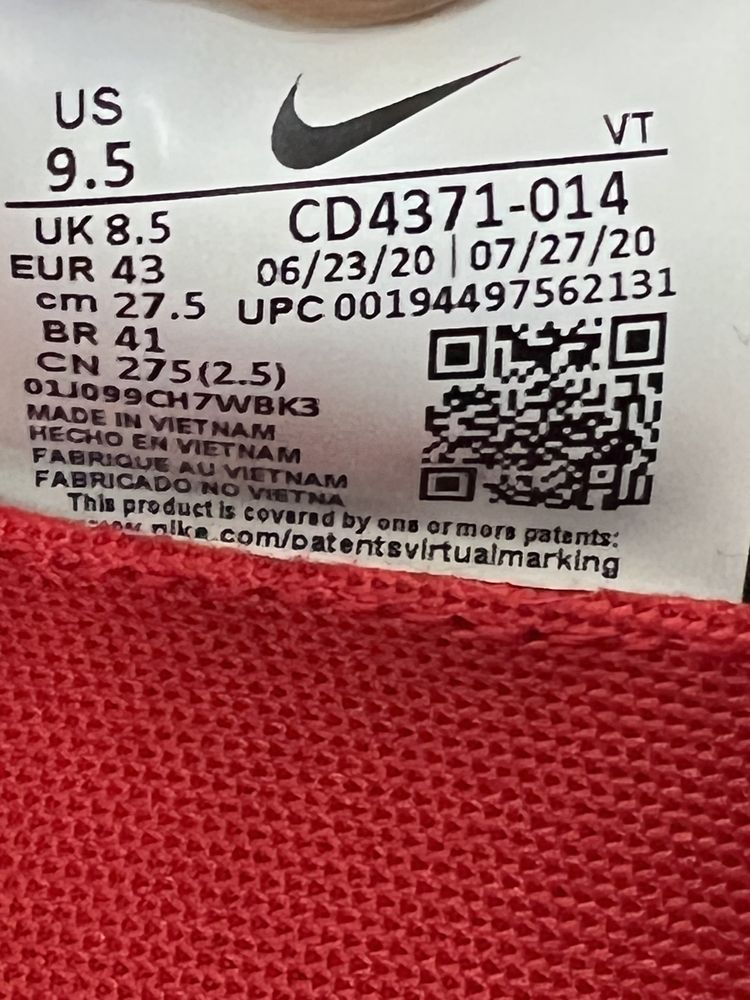 US
9.5
VT
UK 8.5
EUR 43
cm 27.5
BR 41
CN 275(2.5)
01J099CH7WBK3
MADE IN VIETNAM
HECHO EN VIETNAM
FABRIQUE AU VIETNAM
FABRICADO NO VIETNA
CD4371-014
06/23/20 | 07/27/20
UPC 00194497562131
This product is covered by one or more patents:
nike.com/patentsvirtualmarking